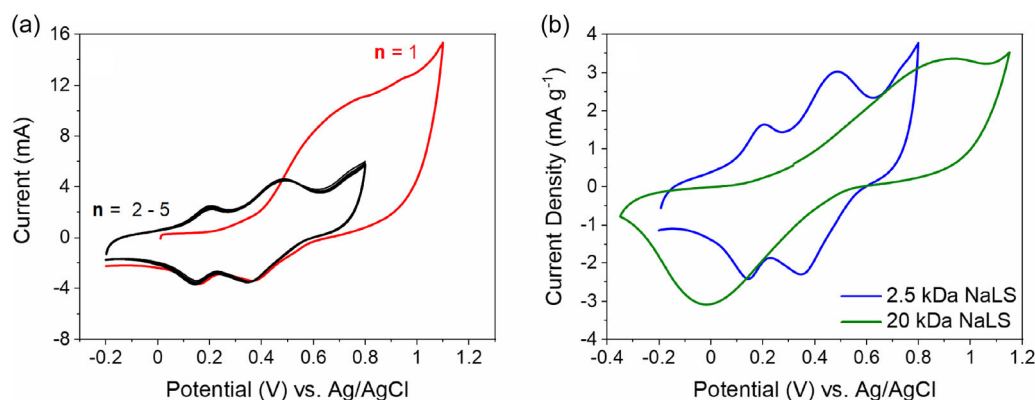 (a)
16
12
8
4
0
-4
-8
Current (mA)
n = 1
n = 2 - 5
-0.2 0 0.2 0.4 0.6 0.8 1.0 1.2
Potential (V) vs. Ag/AgCl
(b)
4
3
2
1
0
-1
-2
-3
-4
Current Density (mA g⁻¹)
2.5 kDa NaLS
20 kDa NaLS
-0.4 -0.2 0 0.2 0.4 0.6 0.8 1.0 1.2
Potential (V) vs. Ag/AgCl